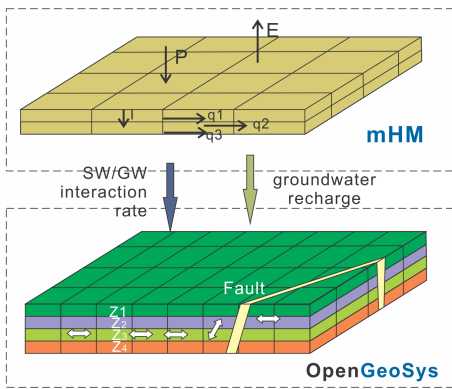 E
P
I
q1
q2
q3
mHM
SW/GW
interaction
rate
groundwater
recharge
Fault
Z1
Z2
Z3
Z4
OpenGeoSys